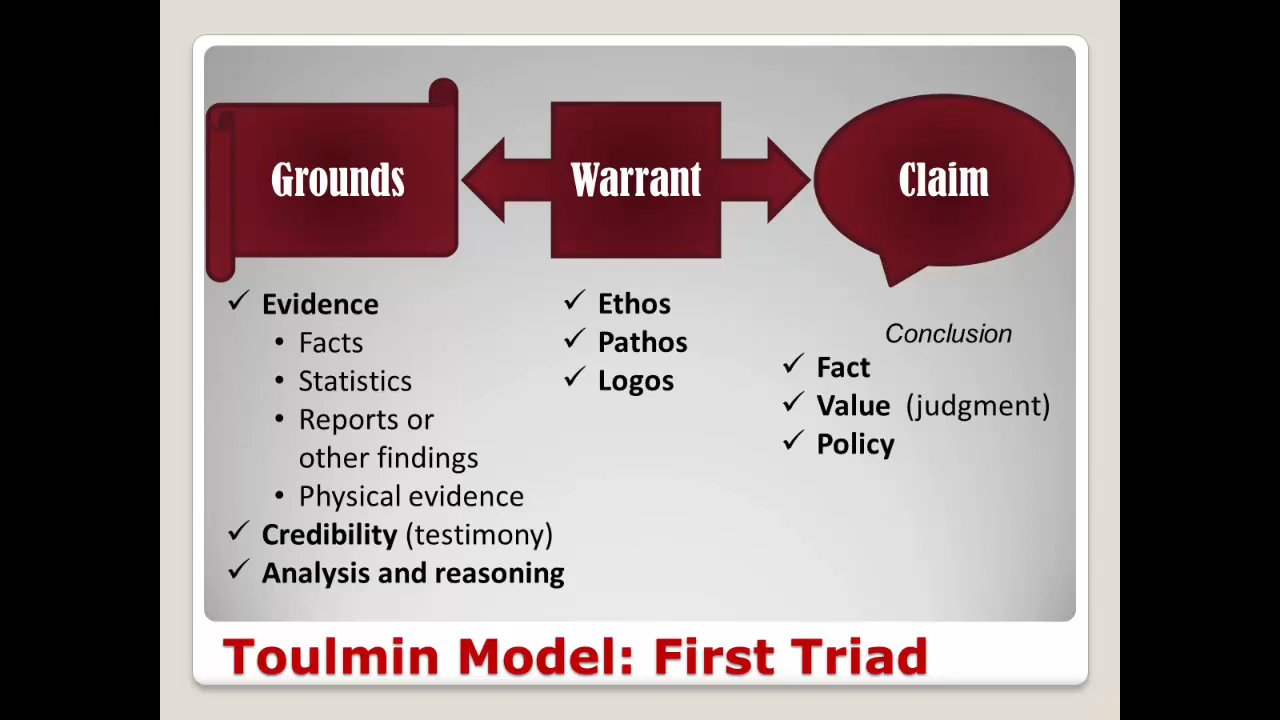 Grounds
Warrant
Claim
✓ Evidence
• Facts
• Statistics
• Reports or
other findings
• Physical evidence
✓ Credibility (testimony)
✓ Analysis and reasoning
✓ Ethos
✓ Pathos
✓ Logos
Conclusion
✓ Fact
✓ Value (judgment)
✓ Policy
Toulmin Model: First Triad